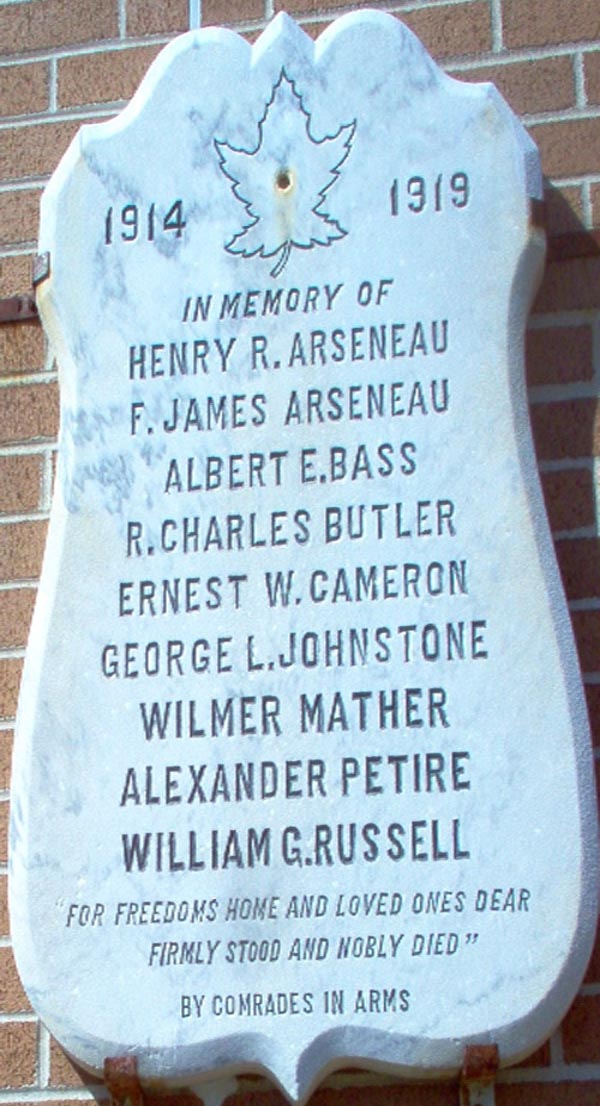 1914 1919
IN MEMORY OF
HENRY R. ARSENEAU
F. JAMES ARSENEAU
ALBERT E. BASS
R. CHARLES BUTLER
ERNEST W. CAMERON
GEORGE L. JOHNSTONE
WILMER MATHER
ALEXANDER PETIRE
WILLIAM G. RUSSELL
"FOR FREEDOMS HOME AND LOVED ONES DEAR
FIRMLY STOOD AND NOBLY DIED"
BY COMRADES IN ARMS